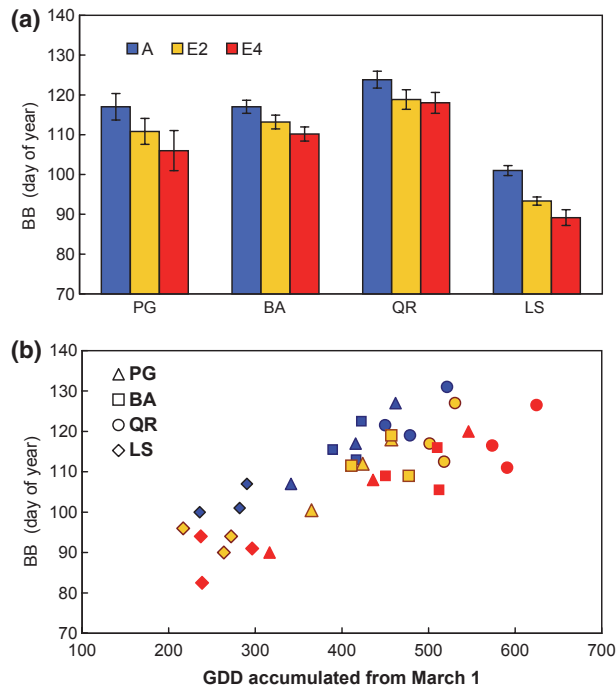 (a)
140
130
120
110
100
90
80
70
BB (day of year)
A E2 E4
PG BA QR LS
(b)
140
130
120
110
100
90
80
70
BB (day of year)
PG
BA
QR
LS
100 200 300 400 500 600 700
GDD accumulated from March 1